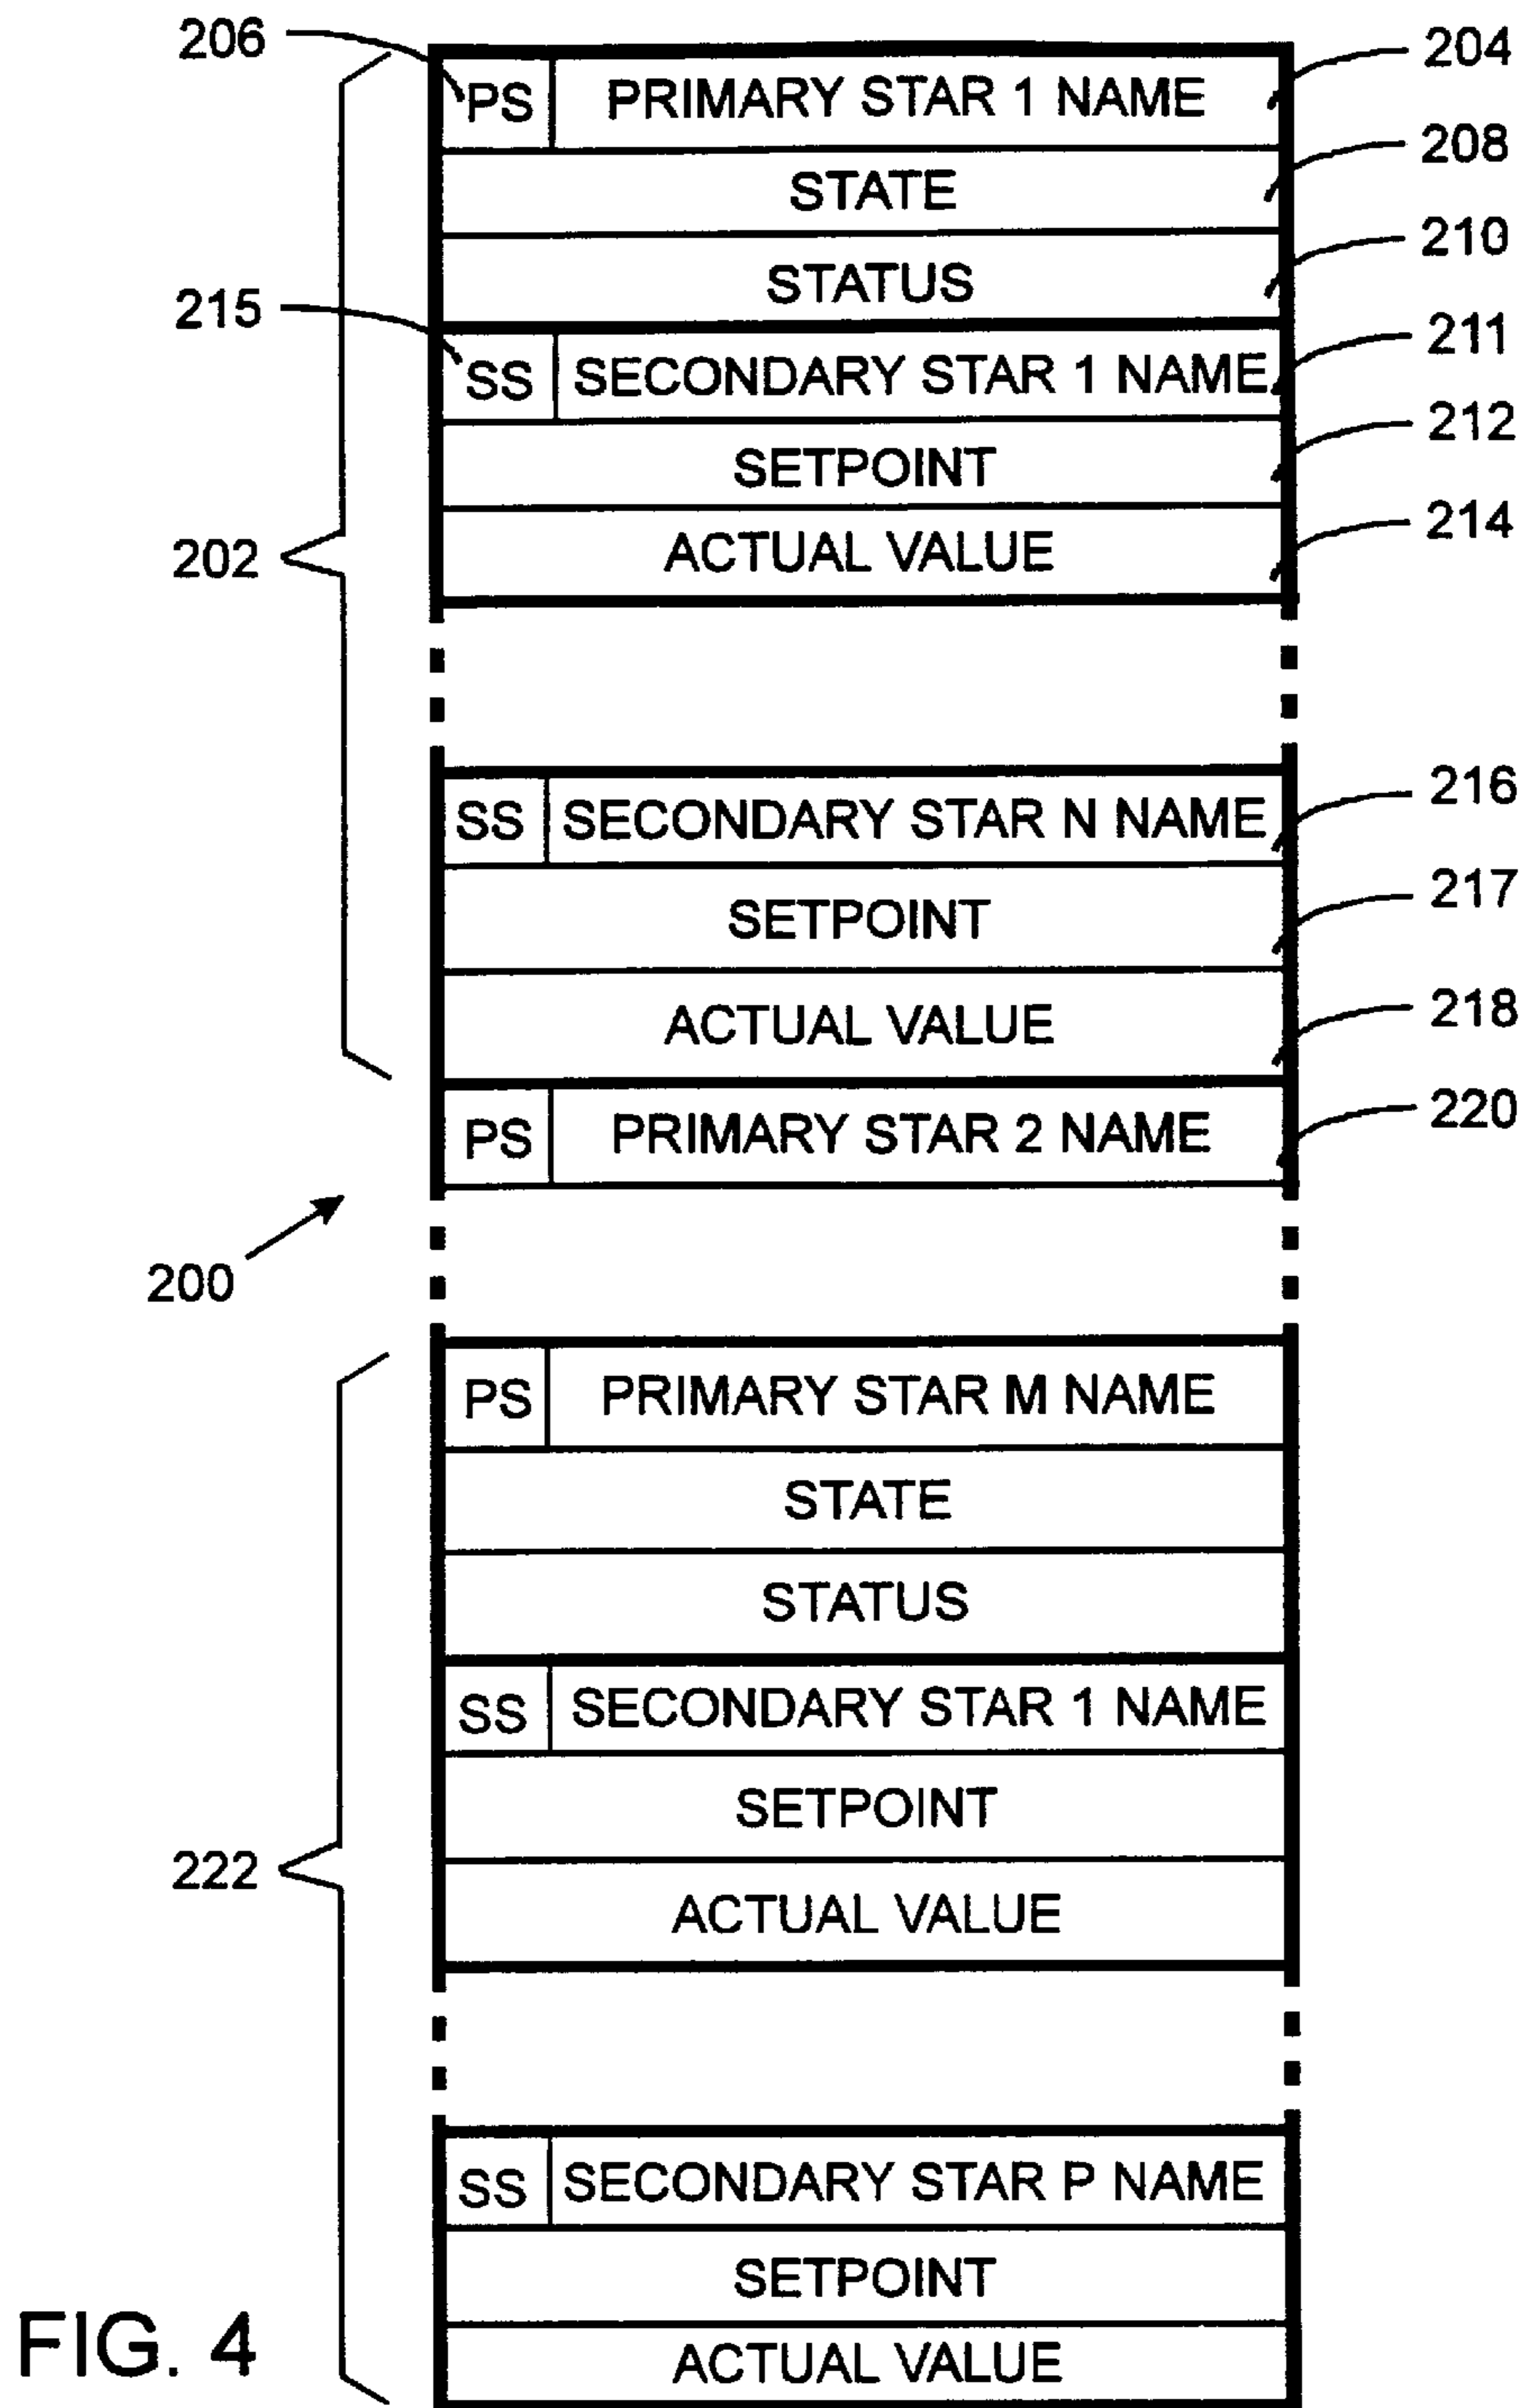 206 PS PRIMARY STAR 1 NAME 204
STATE 208
STATUS 210
215 SS SECONDARY STAR 1 NAME 211
SETPOINT 212
202 ACTUAL VALUE 214
SS SECONDARY STAR N NAME 216
SETPOINT 217
ACTUAL VALUE 218
PS PRIMARY STAR 2 NAME 220
200
PS PRIMARY STAR M NAME
STATE
STATUS
SS SECONDARY STAR 1 NAME
SETPOINT
222 ACTUAL VALUE
SS SECONDARY STAR P NAME
SETPOINT
ACTUAL VALUE
FIG. 4